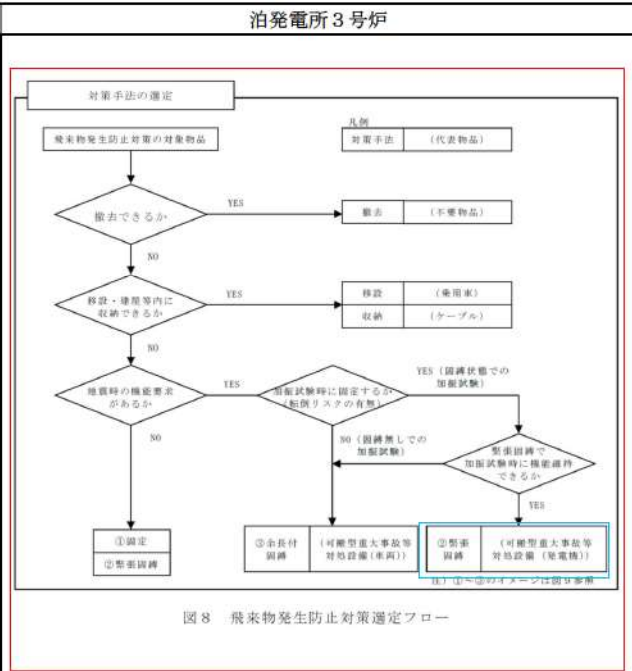 泊発電所3号炉
対策手法の選定
凡例
対策手法 (代表物品)
飛来物発生防止対策の対象物品
撤去できるか
YES
撤去 (不要物品)
NO
移設・建屋等内に
収納できるか
YES
移設 (乗用車)
収納 (ケーブル)
NO
地震時の機能要求
があるか
YES
加振試験時に固定するか
(転倒リスクの有無)
YES(固縛状態での
加振試験)
NO
NO(固縛無しでの
加振試験)
緊張固縛で
加振試験時に機能維持
できるか
YES
①固定
②緊張固縛
③余長付
固縛
(可搬型重大事故等
対処設備(車両))
②緊張
固縛
(可搬型重大事故等
対処設備(発電機))
注)①~③のイメージは図9参照
図8 飛来物発生防止対策選定フロー